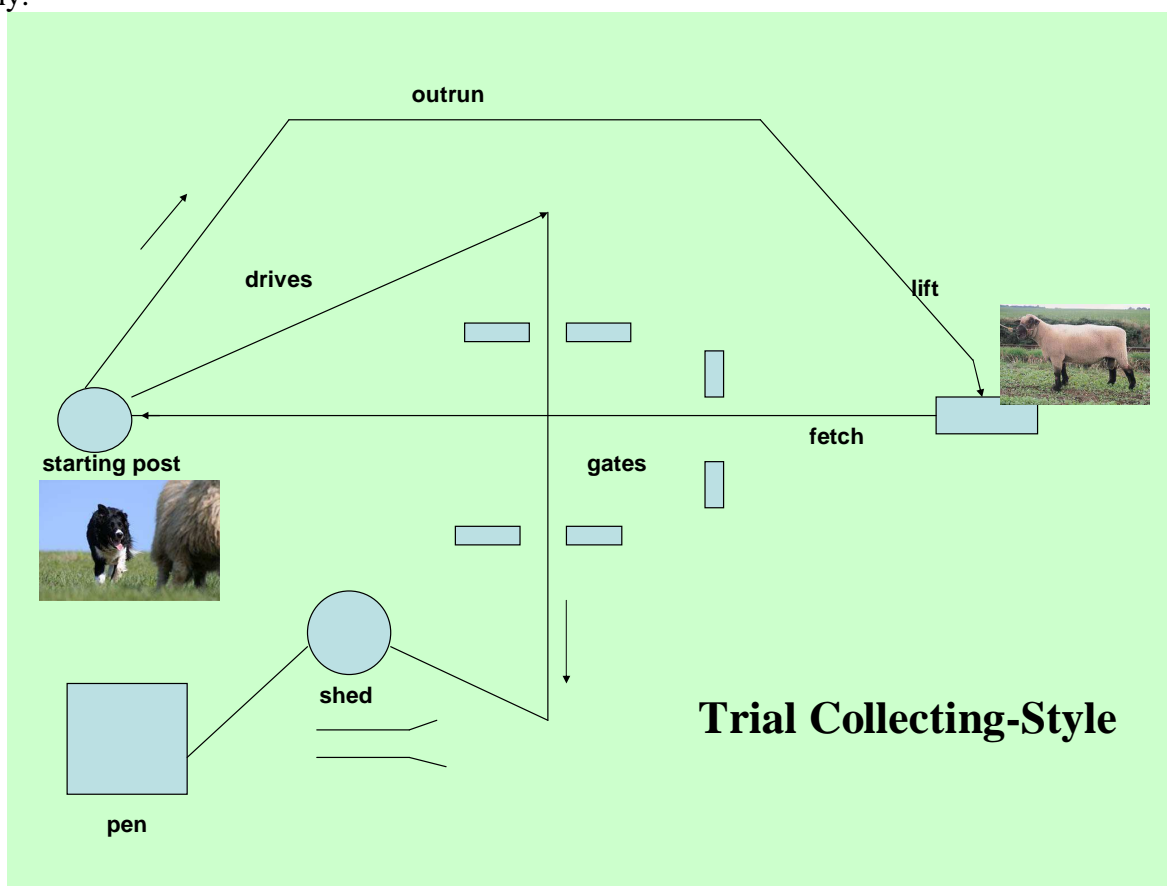 outrun
drives
lift
fetch
starting post
gates
shed
Trial Collecting-Style
pen